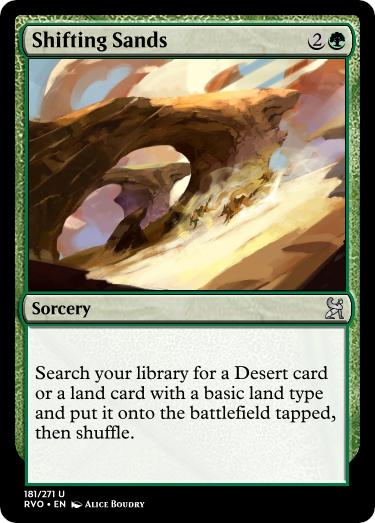 Shifting Sands 2
Sorcery
Search your library for a Desert card
or a land card with a basic land type
and put it onto the battlefield tapped,
then shuffle.
181/271 U
RVO • EN Alice Boudry